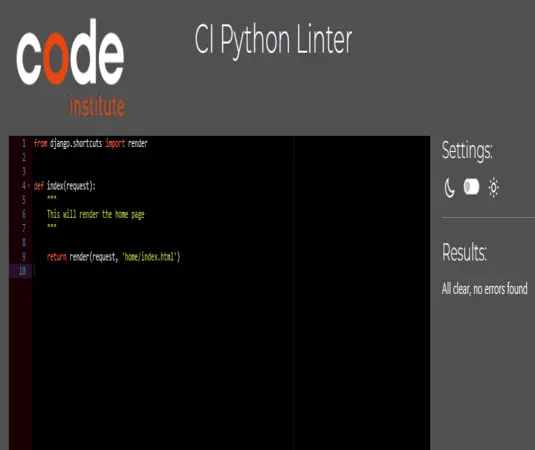 code
institute
CI Python Linter
1 from django.shortcuts import render
2
3
4 def index(request):
5     """
6     This will render the home page
7     """
8
9     return render(request, 'home/index.html')
10
Settings:
Results:
All clear, no errors found